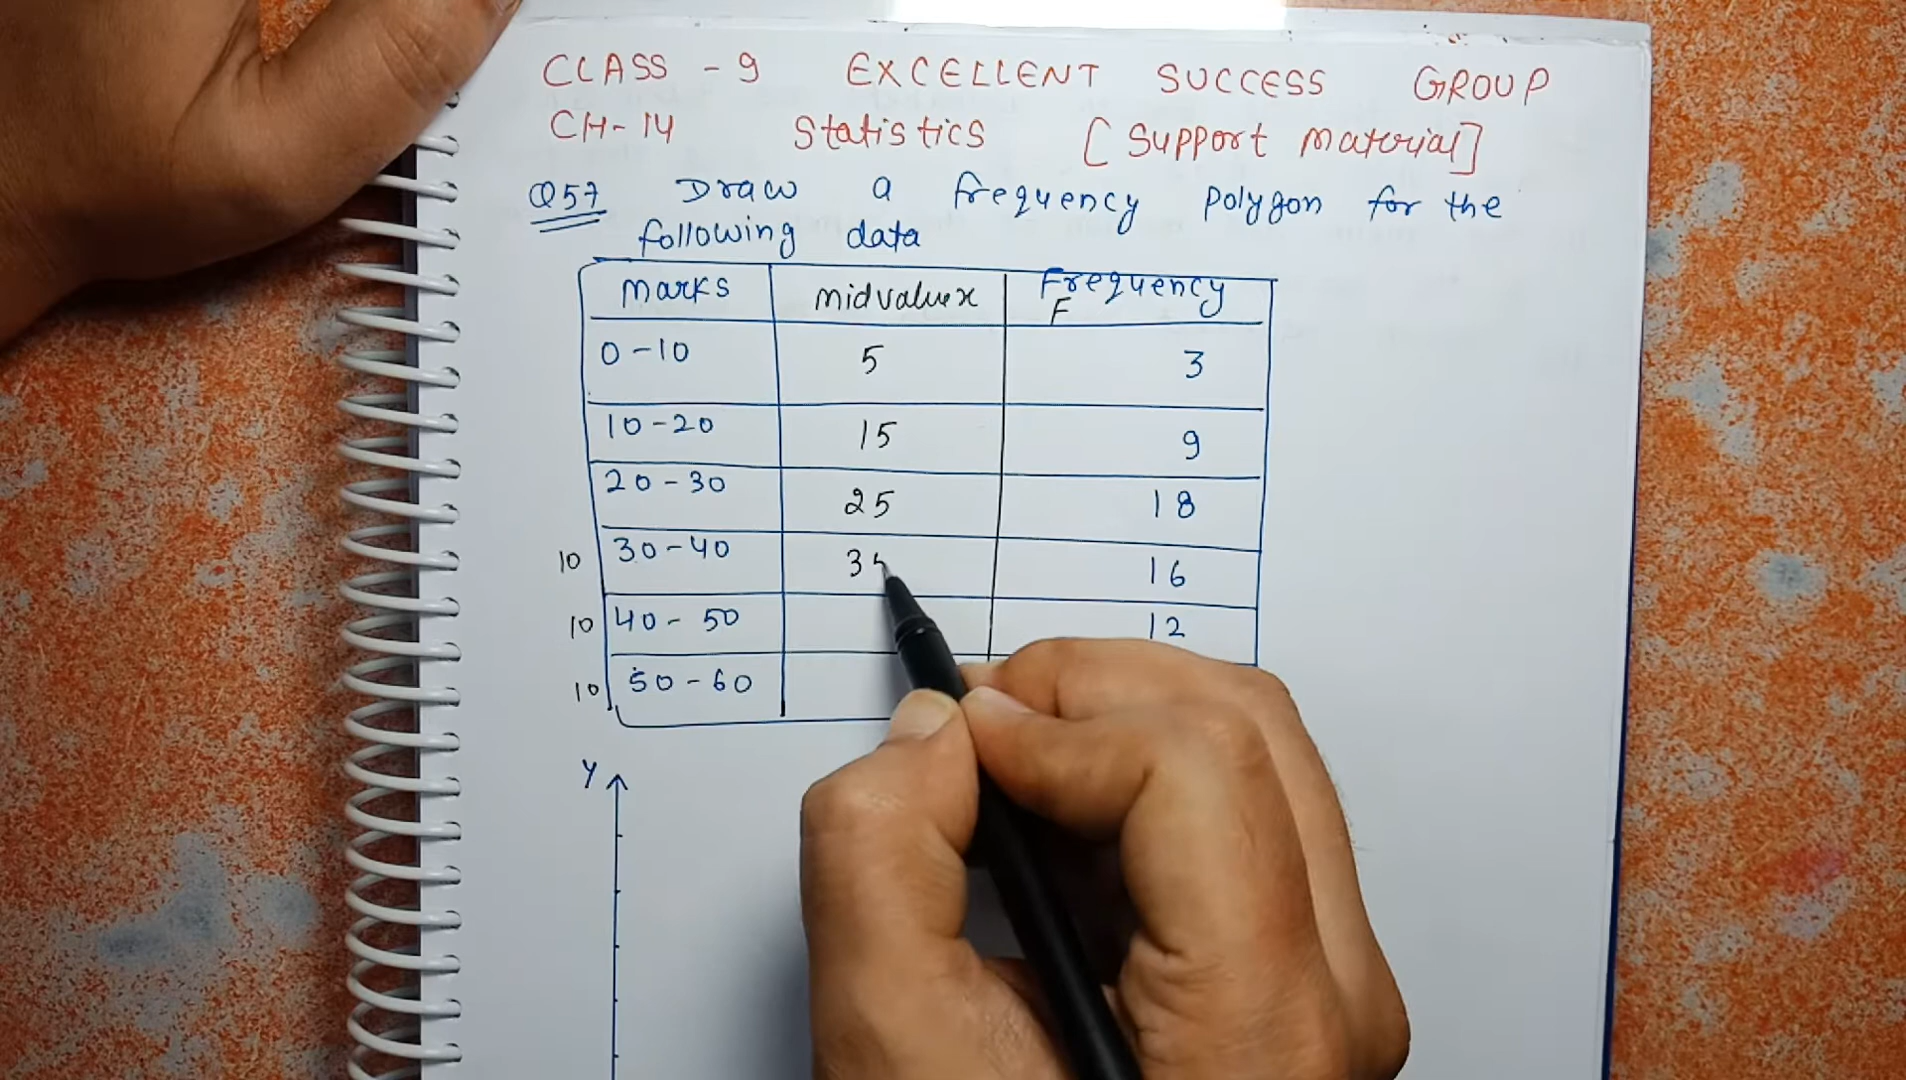 CLASS - 9 EXCELLENT SUCCESS GROUP
CH-14 Statistics [Support Material]
Q57 Draw a frequency polygon for the
following data
Marks midvalue x Frequency
F
0-10 5 3
10-20 15 9
20-30 25 18
10 30-40 3 16
10 40-50 12
10 50-60
Y